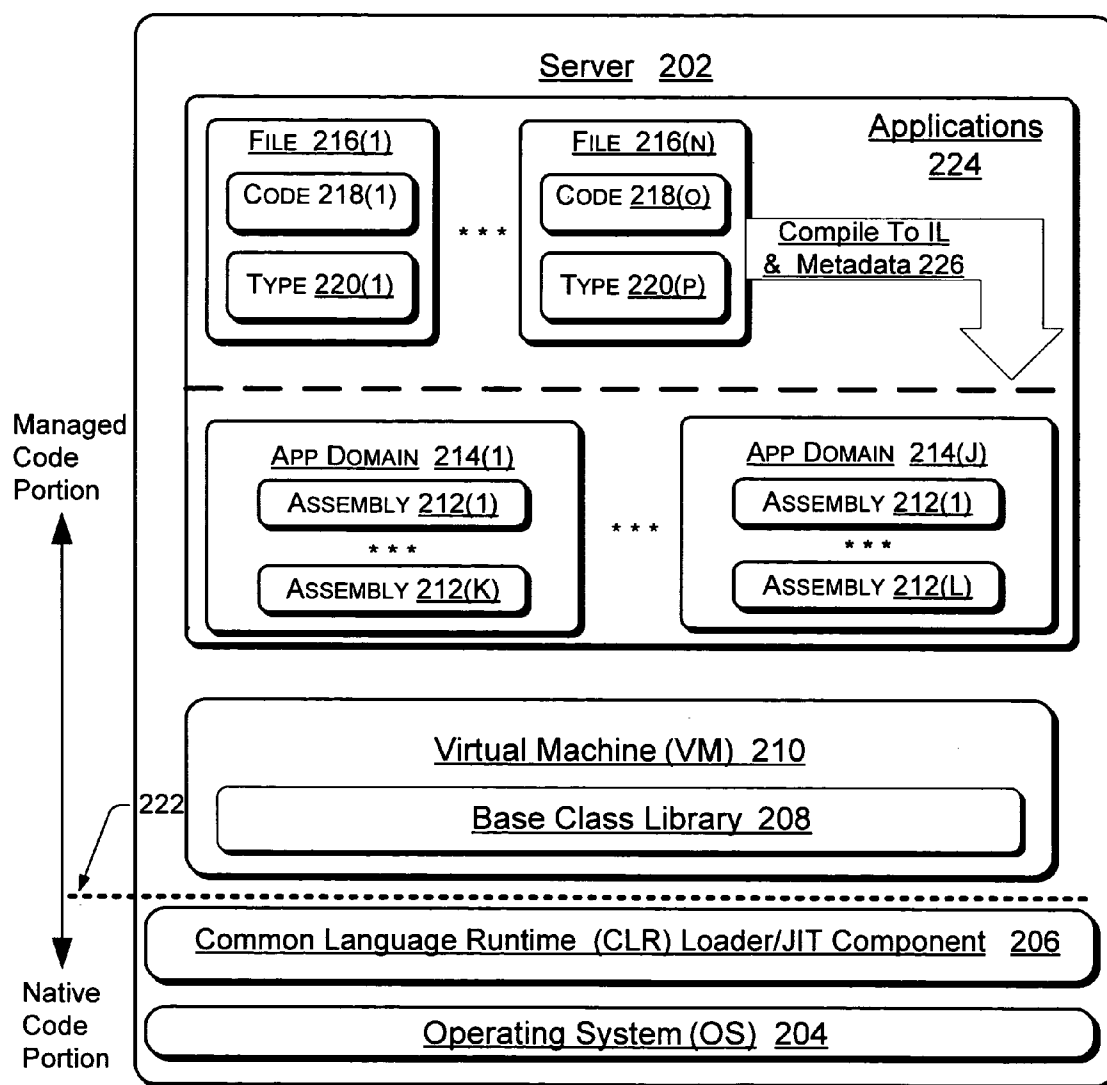 Server 202
Applications
224
FILE 216(1)
CODE 218(1)
TYPE 220(1)
* * *
FILE 216(N)
CODE 218(O)
TYPE 220(P)
Compile To IL
& Metadata 226
Managed
Code
Portion
APP DOMAIN 214(1)
ASSEMBLY 212(1)
* * *
ASSEMBLY 212(K)
* * *
APP DOMAIN 214(J)
ASSEMBLY 212(1)
* * *
ASSEMBLY 212(L)
Virtual Machine (VM) 210
Base Class Library 208
222
Common Language Runtime (CLR) Loader/JIT Component 206
Native
Code
Portion
Operating System (OS) 204